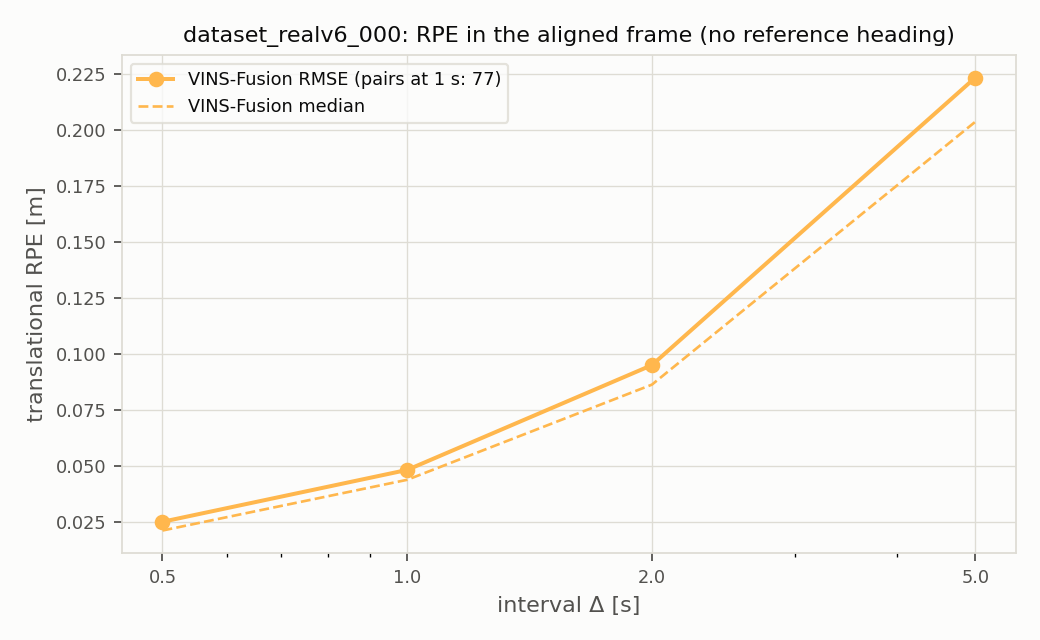 dataset_realv6_000: RPE in the aligned frame (no reference heading)
VINS-Fusion RMSE (pairs at 1 s: 77)
VINS-Fusion median
translational RPE [m]
0.225
0.200
0.175
0.150
0.125
0.100
0.075
0.050
0.025
0.5 1.0 2.0 5.0
interval Δ [s]